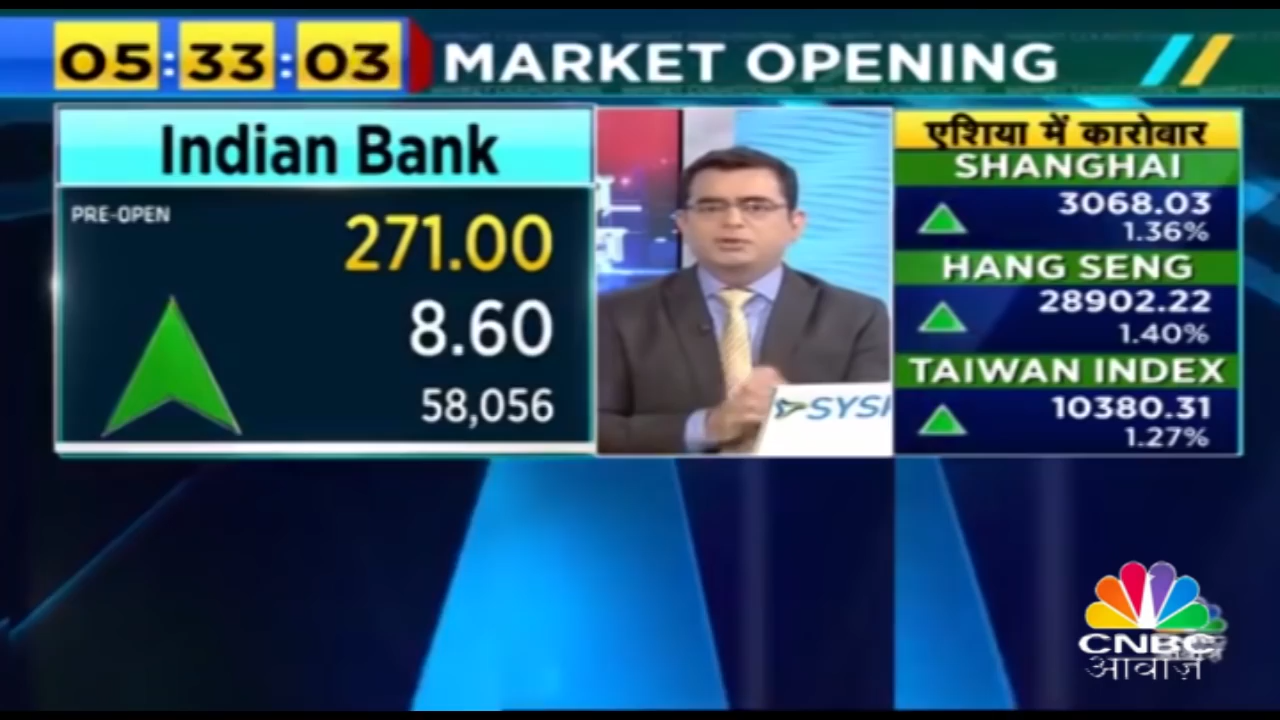 05:33:03 MARKET OPENING
Indian Bank
PRE-OPEN
271.00
8.60
58,056
SYS
एशिया में कारोबार
SHANGHAI
3068.03
1.36%
HANG SENG
28902.22
1.40%
TAIWAN INDEX
10380.31
1.27%
CNBC
आवाज़